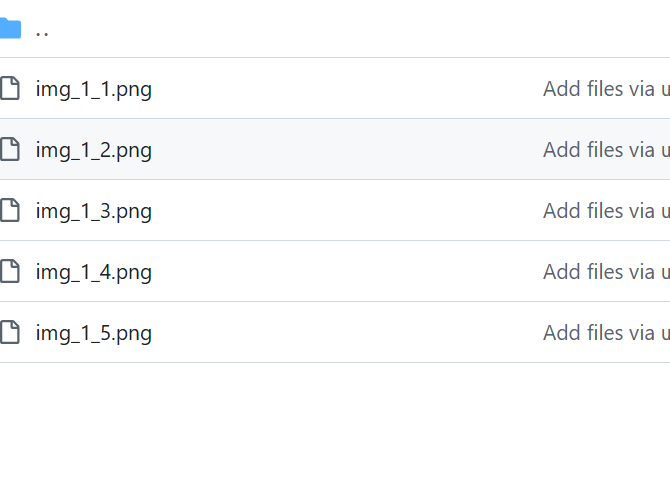 ..
img_1_1.png Add files via u
img_1_2.png Add files via u
img_1_3.png Add files via u
img_1_4.png Add files via u
img_1_5.png Add files via u